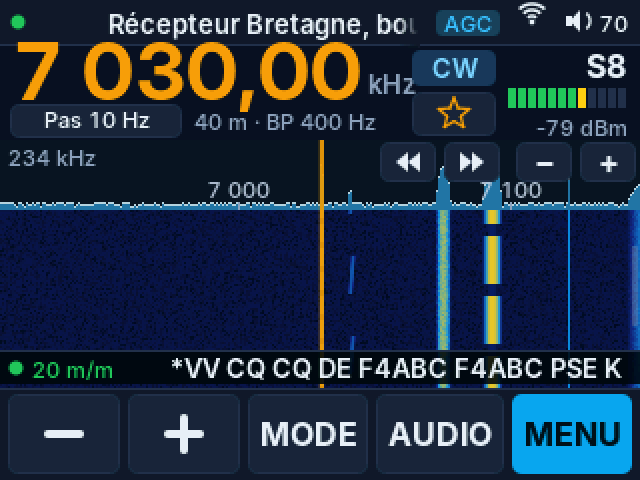 Récepteur Bretagne, bou AGC 70
7 030,00 kHz CW S8
Pas 10 Hz 40 m · BP 400 Hz -79 dBm
234 kHz
7 000 7 100
20 m/m *VV CQ CQ DE F4ABC F4ABC PSE K
− + MODE AUDIO MENU